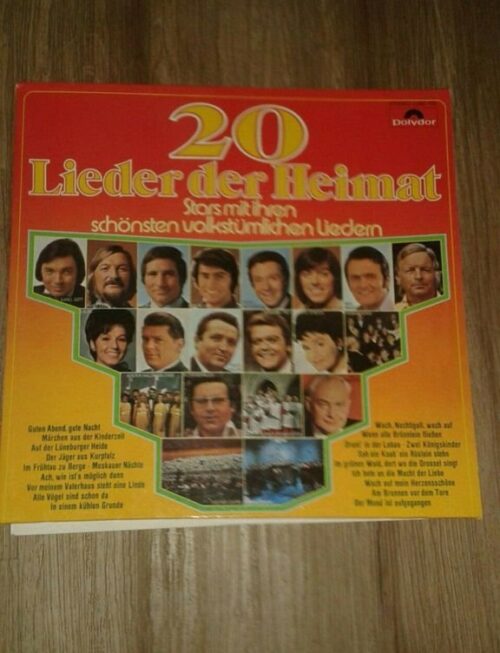 Polydor
20
Lieder der Heimat
Stars mit ihren
schönsten volkstümlichen Liedern
Guten Abend, gute Nacht
Märchen aus der Kinderzeit
Auf der Lüneburger Heide
Der Jäger aus Kurpfalz
Im Frühtau zu Berge · Moskauer Nächte
Ach, wie ist's möglich dann
Vor meinem Vaterhaus steht eine Linde
Alle Vögel sind schon da
In einem kühlen Grunde
Wach, Nachtigall, wach auf
Wenn alle Brünnlein fließen
Drunt' in der Lobau · Zwei Königskinder
Sah ein Knab' ein Röslein stehn
Im grünen Wald, dort wo die Drossel singt
Ich bete an die Macht der Liebe
Wach auf mein Herzensschöne
Am Brunnen vor dem Tore
Der Mond ist aufgegangen